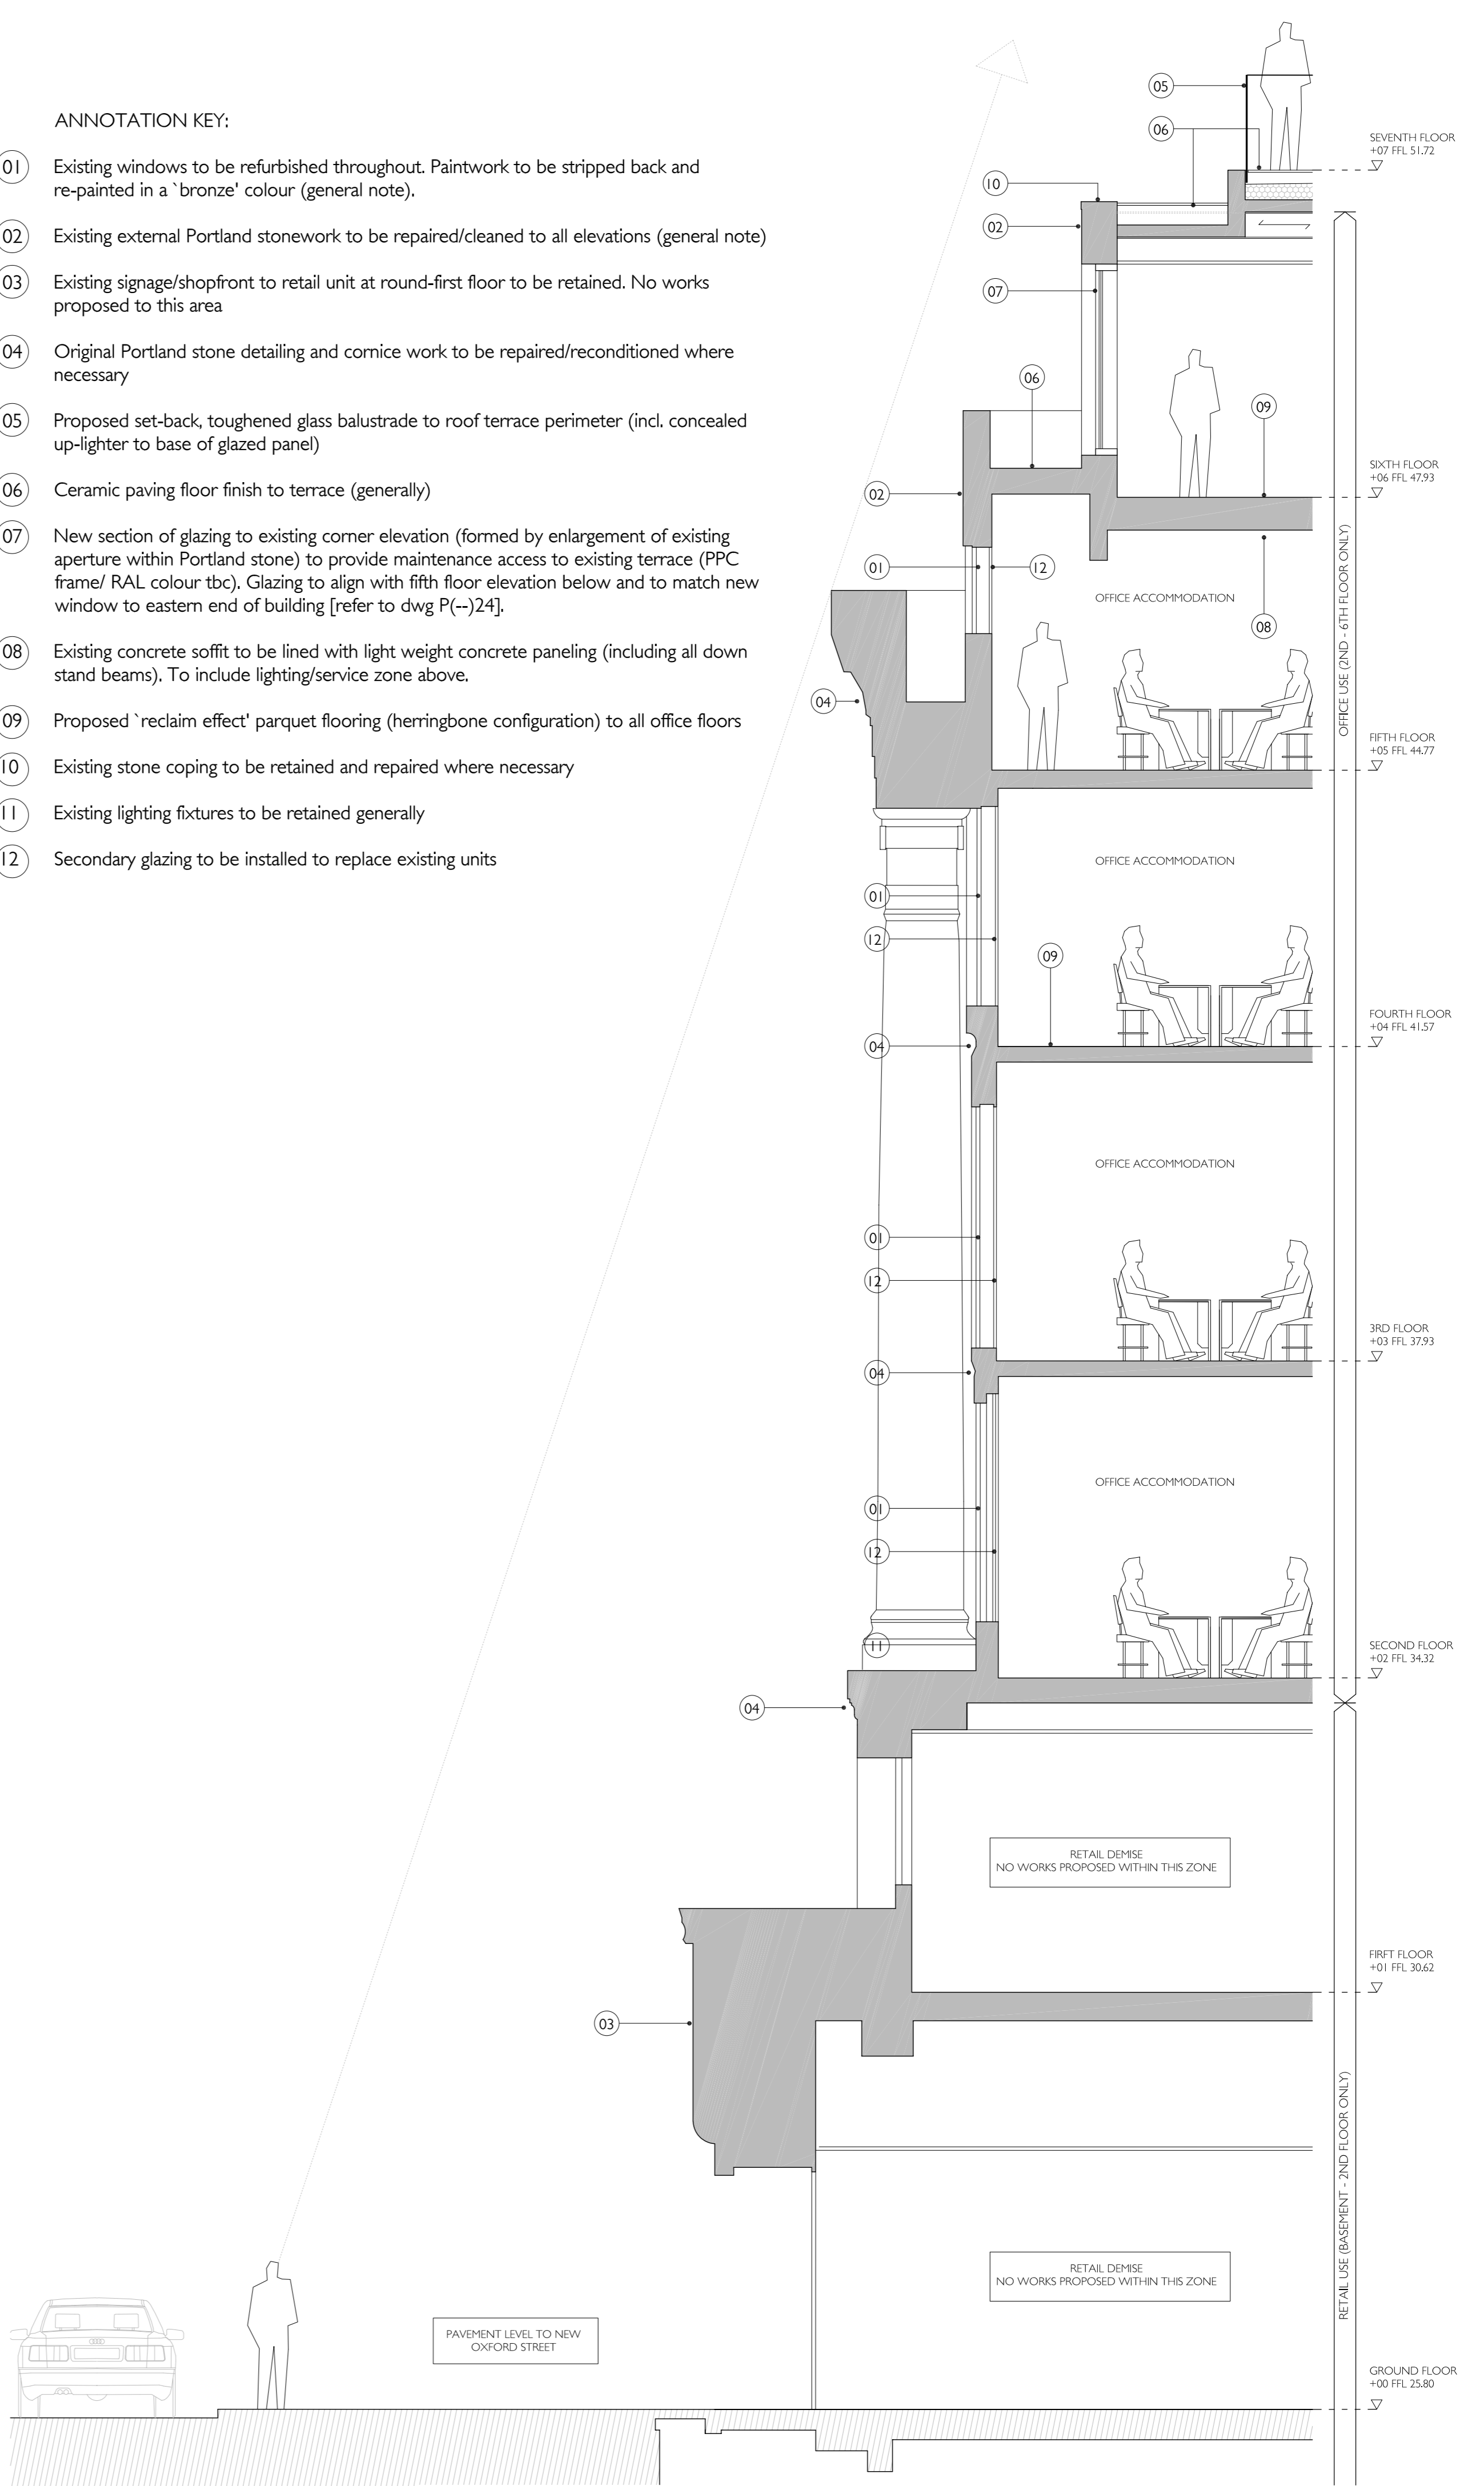 ANNOTATION KEY:
01 Existing windows to be refurbished throughout. Paintwork to be stripped back and
re-painted in a `bronze' colour (general note).
02 Existing external Portland stonework to be repaired/cleaned to all elevations (general note)
03 Existing signage/shopfront to retail unit at round-first floor to be retained. No works
proposed to this area
04 Original Portland stone detailing and cornice work to be repaired/reconditioned where
necessary
05 Proposed set-back, toughened glass balustrade to roof terrace perimeter (incl. concealed
up-lighter to base of glazed panel)
06 Ceramic paving floor finish to terrace (generally)
07 New section of glazing to existing corner elevation (formed by enlargement of existing
aperture within Portland stone) to provide maintenance access to existing terrace (PPC
frame/ RAL colour tbc). Glazing to align with fifth floor elevation below and to match new
window to eastern end of building [refer to dwg P(--)24].
08 Existing concrete soffit to be lined with light weight concrete paneling (including all down
stand beams). To include lighting/service zone above.
09 Proposed `reclaim effect' parquet flooring (herringbone configuration) to all office floors
10 Existing stone coping to be retained and repaired where necessary
11 Existing lighting fixtures to be retained generally
12 Secondary glazing to be installed to replace existing units
05
06
SEVENTH FLOOR
+07 FFL 51.72
10
02
07
06
09
SIXTH FLOOR
+06 FFL 47.93
02
01
12
OFFICE ACCOMMODATION
08
OFFICE USE (2ND - 6TH FLOOR ONLY)
04
FIFTH FLOOR
+05 FFL 44.77
OFFICE ACCOMMODATION
01
12
09
FOURTH FLOOR
+04 FFL 41.57
04
OFFICE ACCOMMODATION
01
12
3RD FLOOR
+03 FFL 37.93
04
OFFICE ACCOMMODATION
01
12
11
SECOND FLOOR
+02 FFL 34.32
04
RETAIL DEMISE
NO WORKS PROPOSED WITHIN THIS ZONE
FIRFT FLOOR
+01 FFL 30.62
03
RETAIL USE (BASEMENT - 2ND FLOOR ONLY)
RETAIL DEMISE
NO WORKS PROPOSED WITHIN THIS ZONE
PAVEMENT LEVEL TO NEW
OXFORD STREET
GROUND FLOOR
+00 FFL 25.80